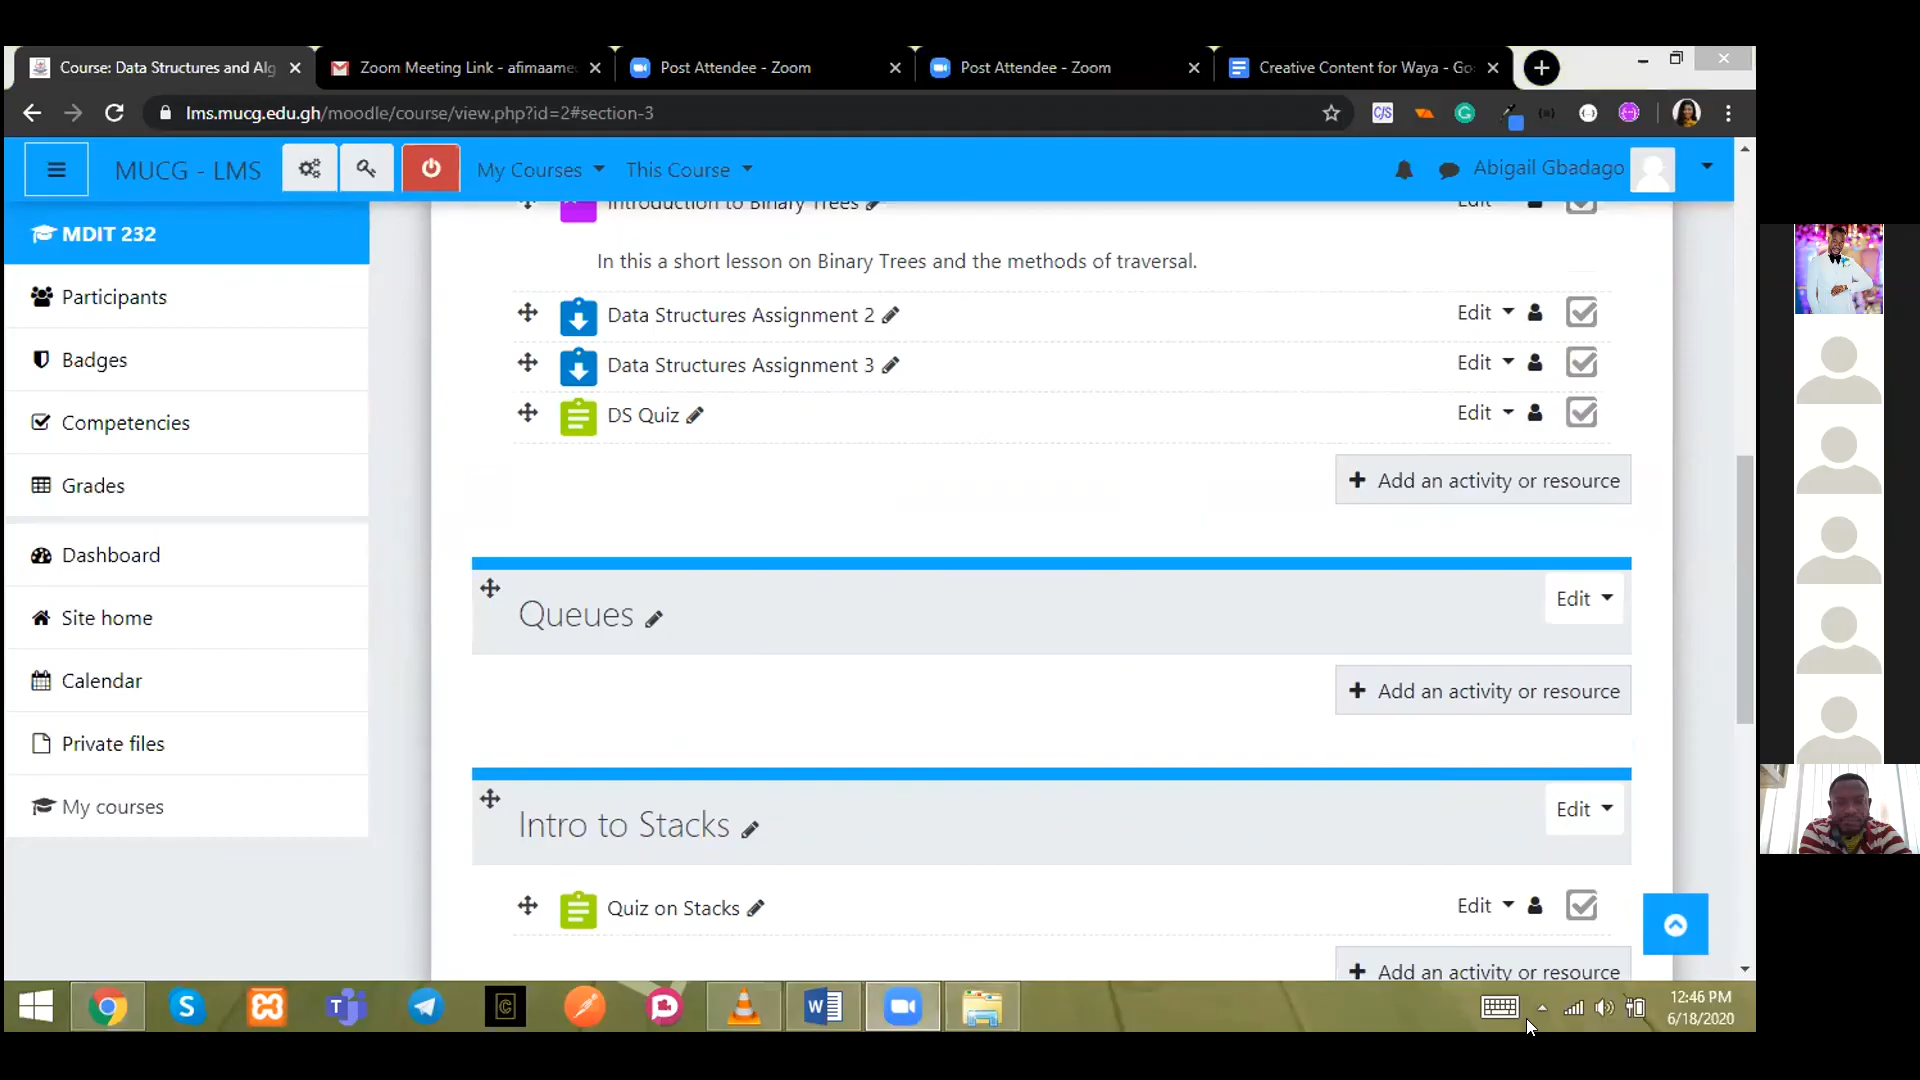 Course: Data Structures and Alg
Zoom Meeting Link - afimaame
Post Attendee - Zoom
Post Attendee - Zoom
Creative Content for Waya - Go
lms.mucg.edu.gh/moodle/course/view.php?id=2#section-3
MUCG - LMS
My Courses
This Course
Abigail Gbadago
MDIT 232
Participants
Badges
Competencies
Grades
Dashboard
Site home
Calendar
Private files
My courses
Introduction to Binary Trees
Edit
In this a short lesson on Binary Trees and the methods of traversal.
Data Structures Assignment 2
Edit
Data Structures Assignment 3
Edit
DS Quiz
Edit
+ Add an activity or resource
Queues
Edit
+ Add an activity or resource
Intro to Stacks
Edit
Quiz on Stacks
Edit
+ Add an activity or resource
12:46 PM
6/18/2020